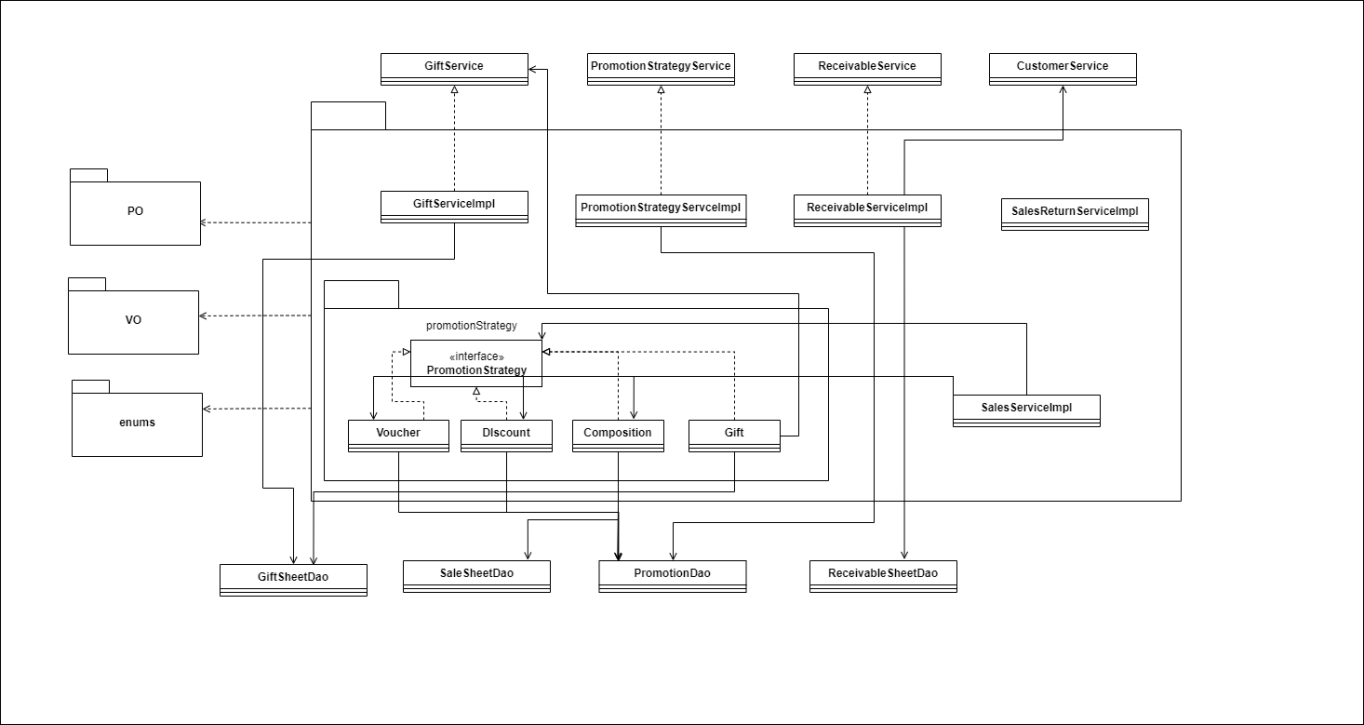 GiftService
PromotionStrategyService
ReceivableService
CustomerService
PO
GiftServiceImpl
PromotionStrategyServceImpl
ReceivableServiceImpl
SalesReturnServiceImpl
VO
promotionStrategy
«interface»
PromotionStrategy
enums
Voucher
DIscount
Composition
Gift
SalesServiceImpl
GiftSheetDao
SaleSheetDao
PromotionDao
ReceivableSheetDao